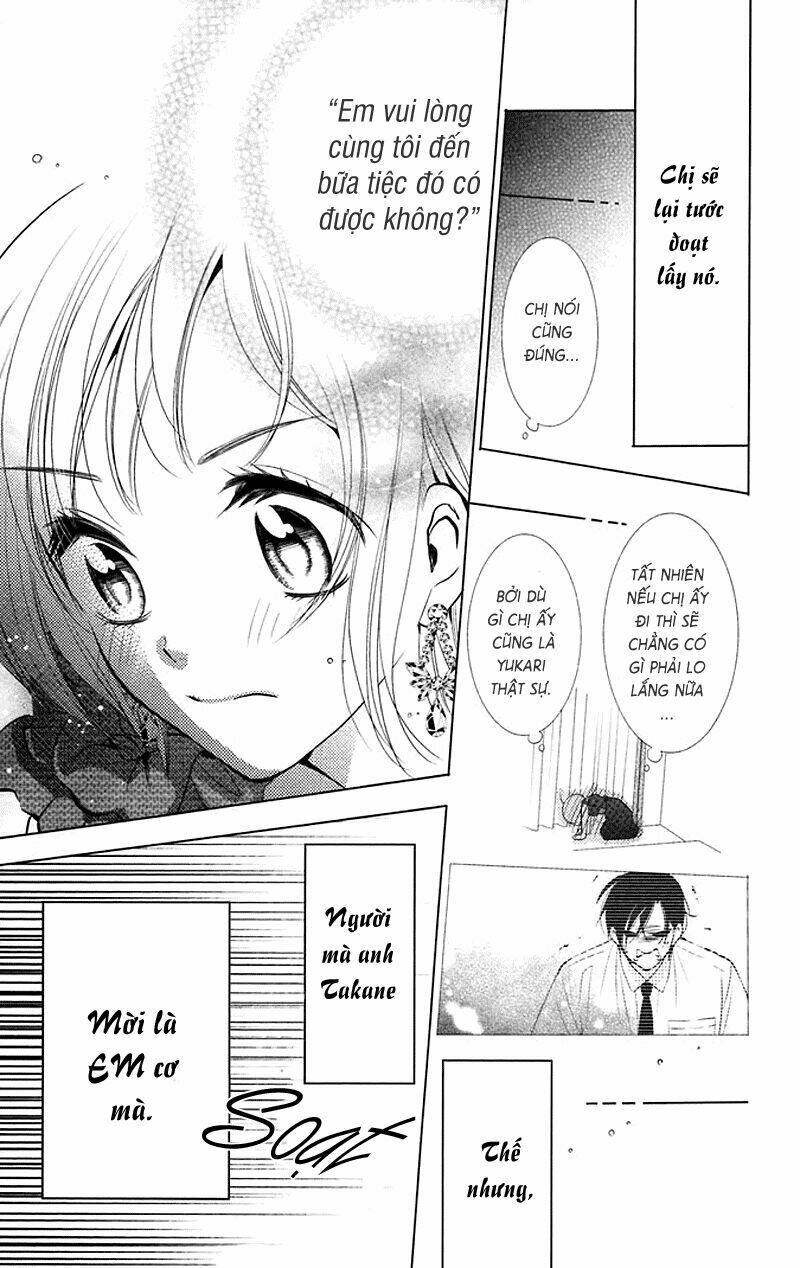 Chị sẽ
lại tước
đoạt
lấy nó.
CHỊ NÓI
CŨNG
ĐÚNG...
TẤT NHIÊN
NẾU CHỊ ẤY
ĐI THÌ SẼ
CHẲNG CÓ
GÌ PHẢI LO
LẮNG NỮA
...
BỞI DÙ
GÌ CHỊ ẤY
CŨNG LÀ
YUKARI
THẬT SỰ.
Thế
nhưng,
“Em vui lòng
cùng tôi đến
bữa tiệc đó có
được không?”
Người
mà anh
Takane
Mời là
EM cơ
mà.
Soạt